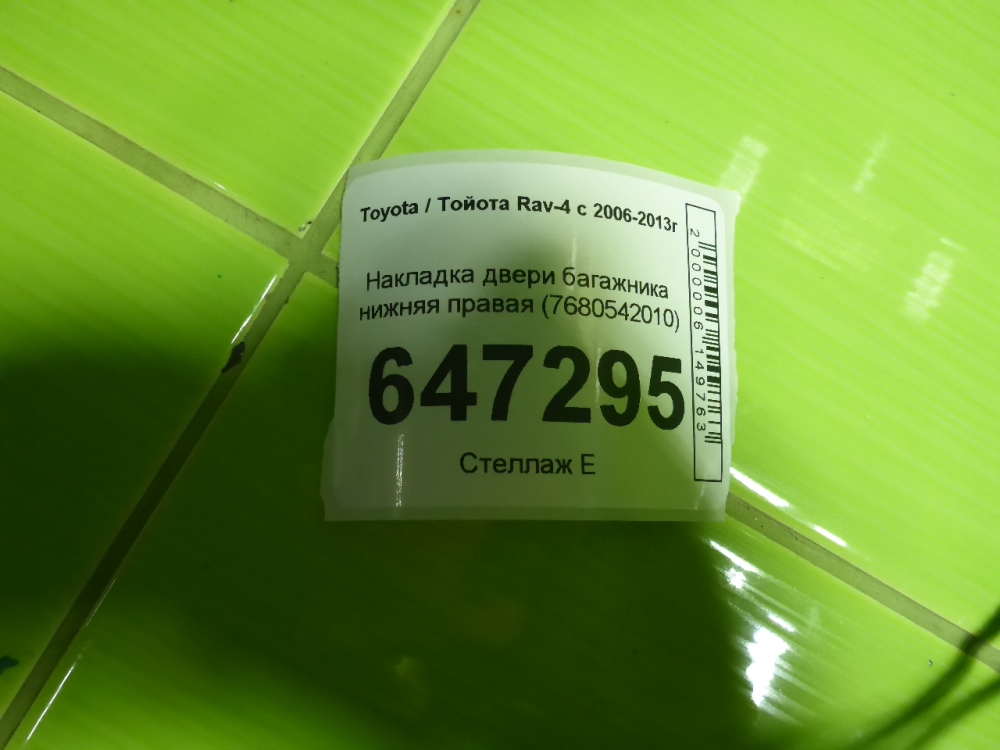 Toyota / Тойота Rav-4 с 2006-2013г
Накладка двери багажника
нижняя правая (7680542010)
647295
Стеллаж Е
2000006149763